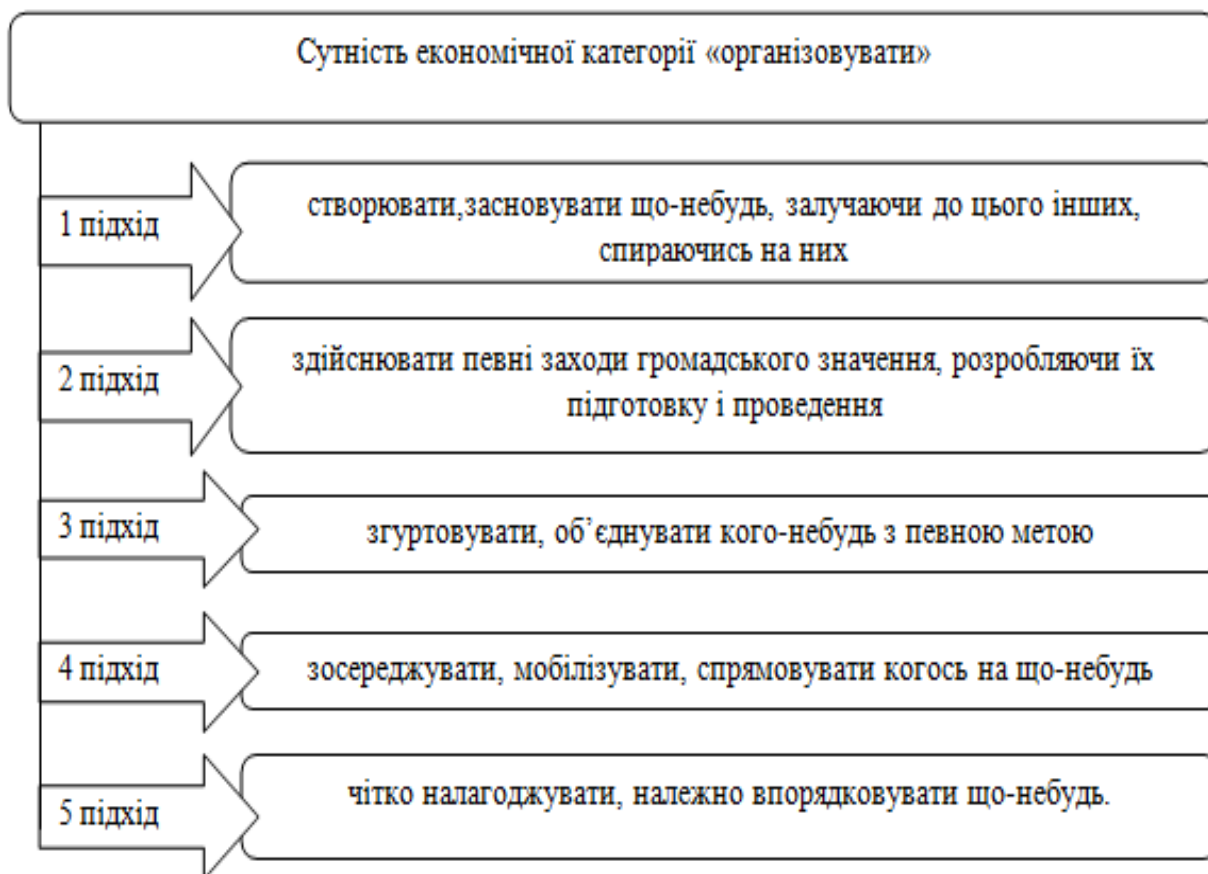 Сутність економічної категорії «організовувати»
1 підхід
створювати,засновувати що-небудь, залучаючи до цього інших,
спираючись на них
2 підхід
здійснювати певні заходи громадського значення, розробляючи їх
підготовку і проведення
3 підхід
згуртовувати, об’єднувати кого-небудь з певною метою
4 підхід
зосереджувати, мобілізувати, спрямовувати когось на що-небудь
5 підхід
чітко налагоджувати, належно впорядковувати що-небудь.